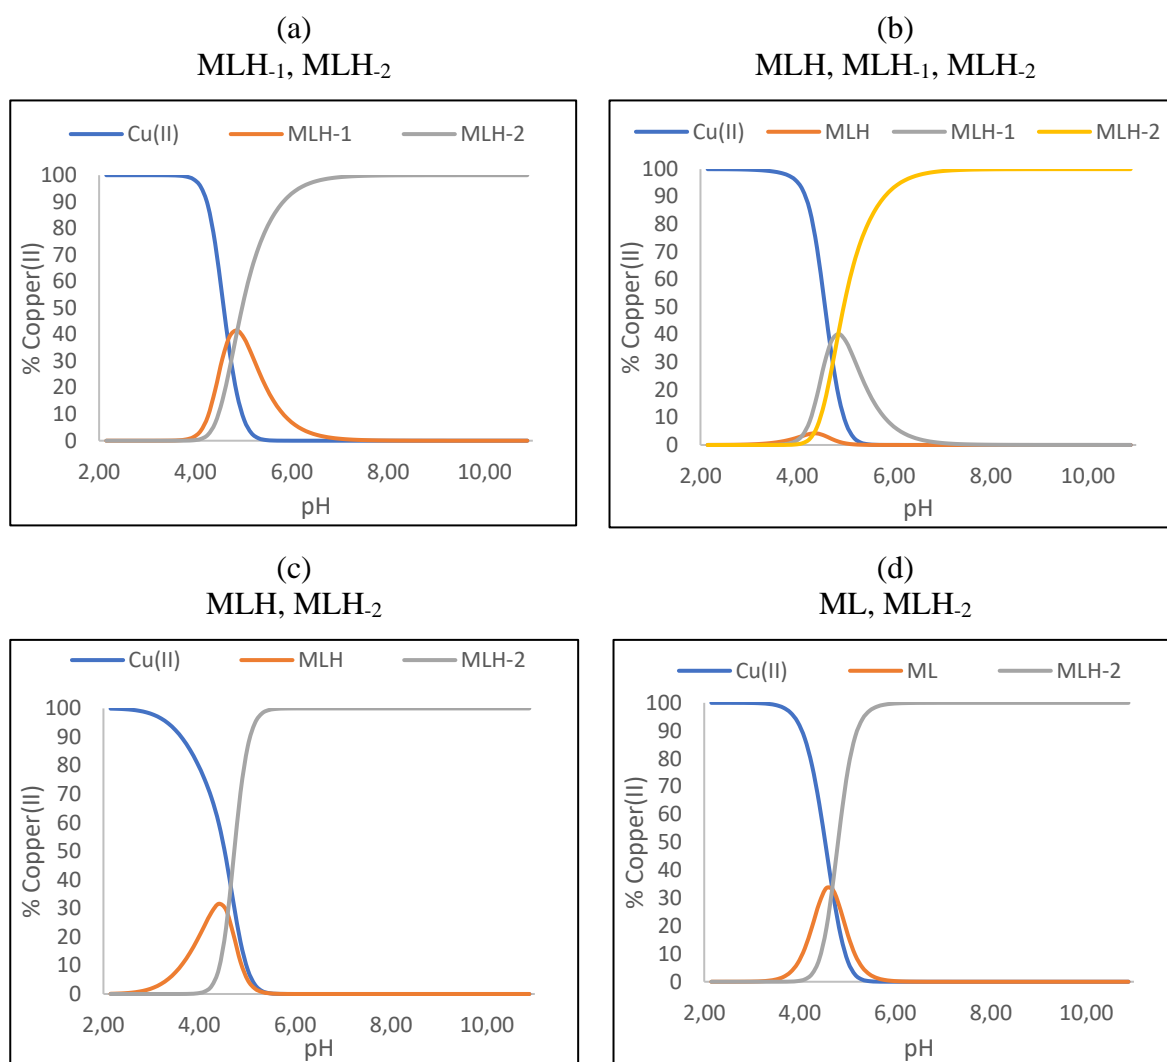 (a)
MLH-1, MLH-2
Cu(II) MLH-1 MLH-2
100
90
80
70
60
50
40
30
20
10
0
% Copper(II)
2,00 4,00 6,00 8,00 10,00
pH
(b)
MLH, MLH-1, MLH-2
Cu(II) MLH MLH-1 MLH-2
100
90
80
70
60
50
40
30
20
10
0
% Copper(II)
2,00 4,00 6,00 8,00 10,00
pH
(c)
MLH, MLH-2
Cu(II) MLH MLH-2
100
90
80
70
60
50
40
30
20
10
0
% Copper(II)
2,00 4,00 6,00 8,00 10,00
pH
(d)
ML, MLH-2
Cu(II) ML MLH-2
100
90
80
70
60
50
40
30
20
10
0
% Copper(II)
2,00 4,00 6,00 8,00 10,00
pH